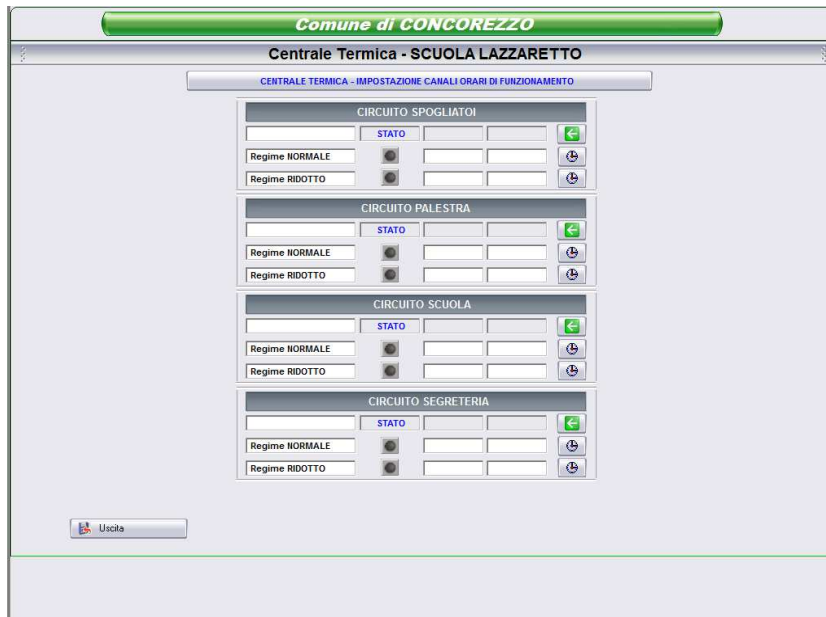 Comune di CONCOREZZO
Centrale Termica - SCUOLA LAZZARETTO
CENTRALE TERMICA - IMPOSTAZIONE CANALI ORARI DI FUNZIONAMENTO
CIRCUITO SPOGLIATOI
STATO
Regime NORMALE
Regime RIDOTTO
CIRCUITO PALESTRA
STATO
Regime NORMALE
Regime RIDOTTO
CIRCUITO SCUOLA
STATO
Regime NORMALE
Regime RIDOTTO
CIRCUITO SEGRETERIA
STATO
Regime NORMALE
Regime RIDOTTO
Uscita